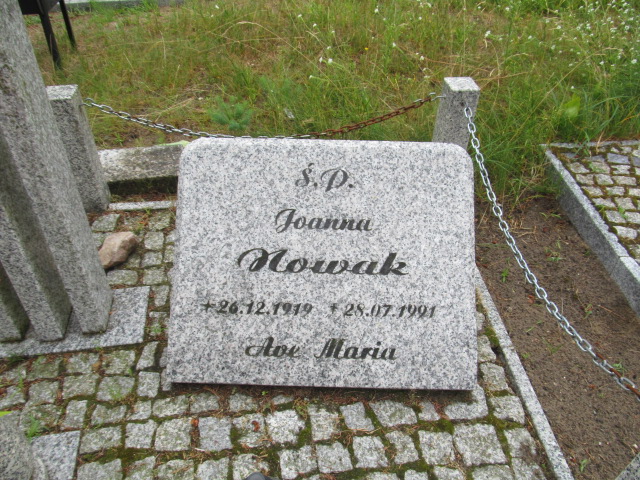 Ś.P.
Joanna
Nowak
+26.12.1919 †28.07.1991
Ave Maria